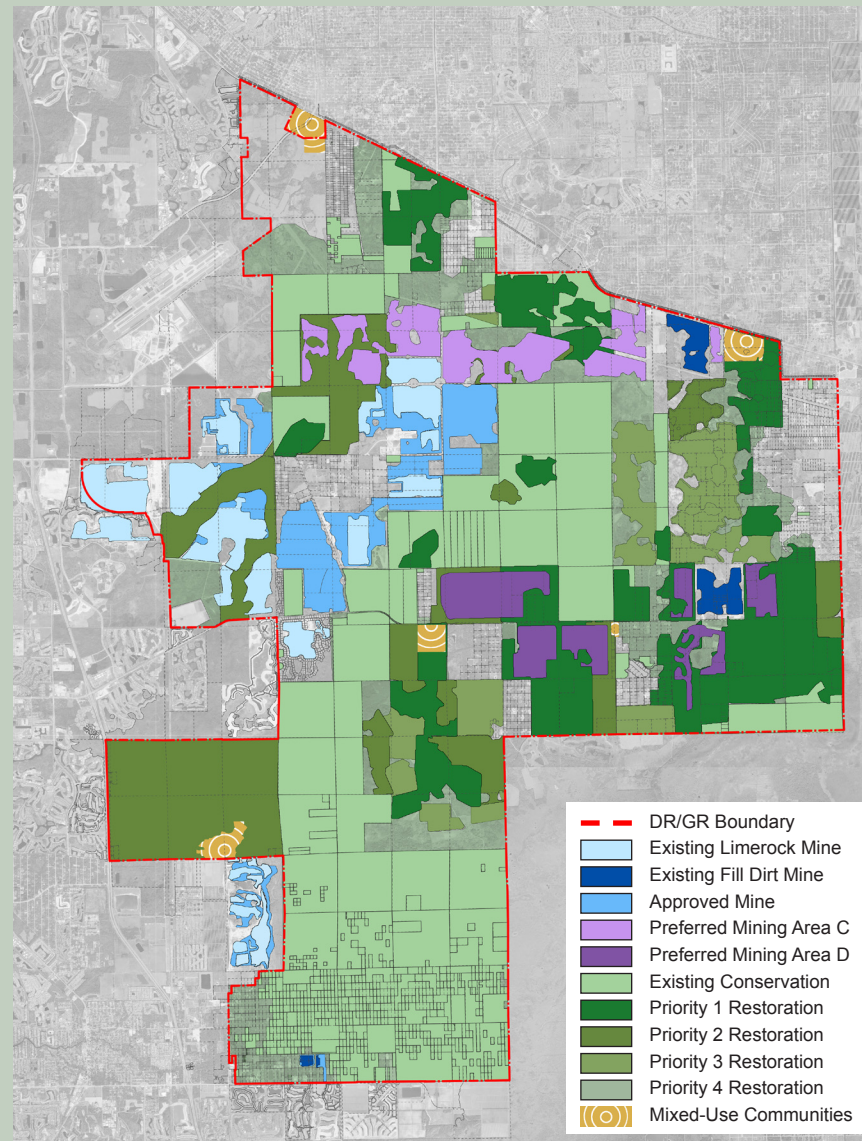 DR/GR Boundary
Existing Limerock Mine
Existing Fill Dirt Mine
Approved Mine
Preferred Mining Area C
Preferred Mining Area D
Existing Conservation
Priority 1 Restoration
Priority 2 Restoration
Priority 3 Restoration
Priority 4 Restoration
Mixed-Use Communities